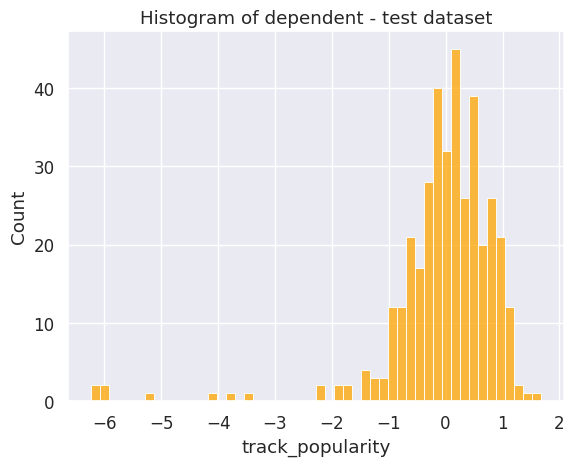 Histogram of dependent - test dataset
Count
40
30
20
10
0
−6 −5 −4 −3 −2 −1 0 1 2
track_popularity